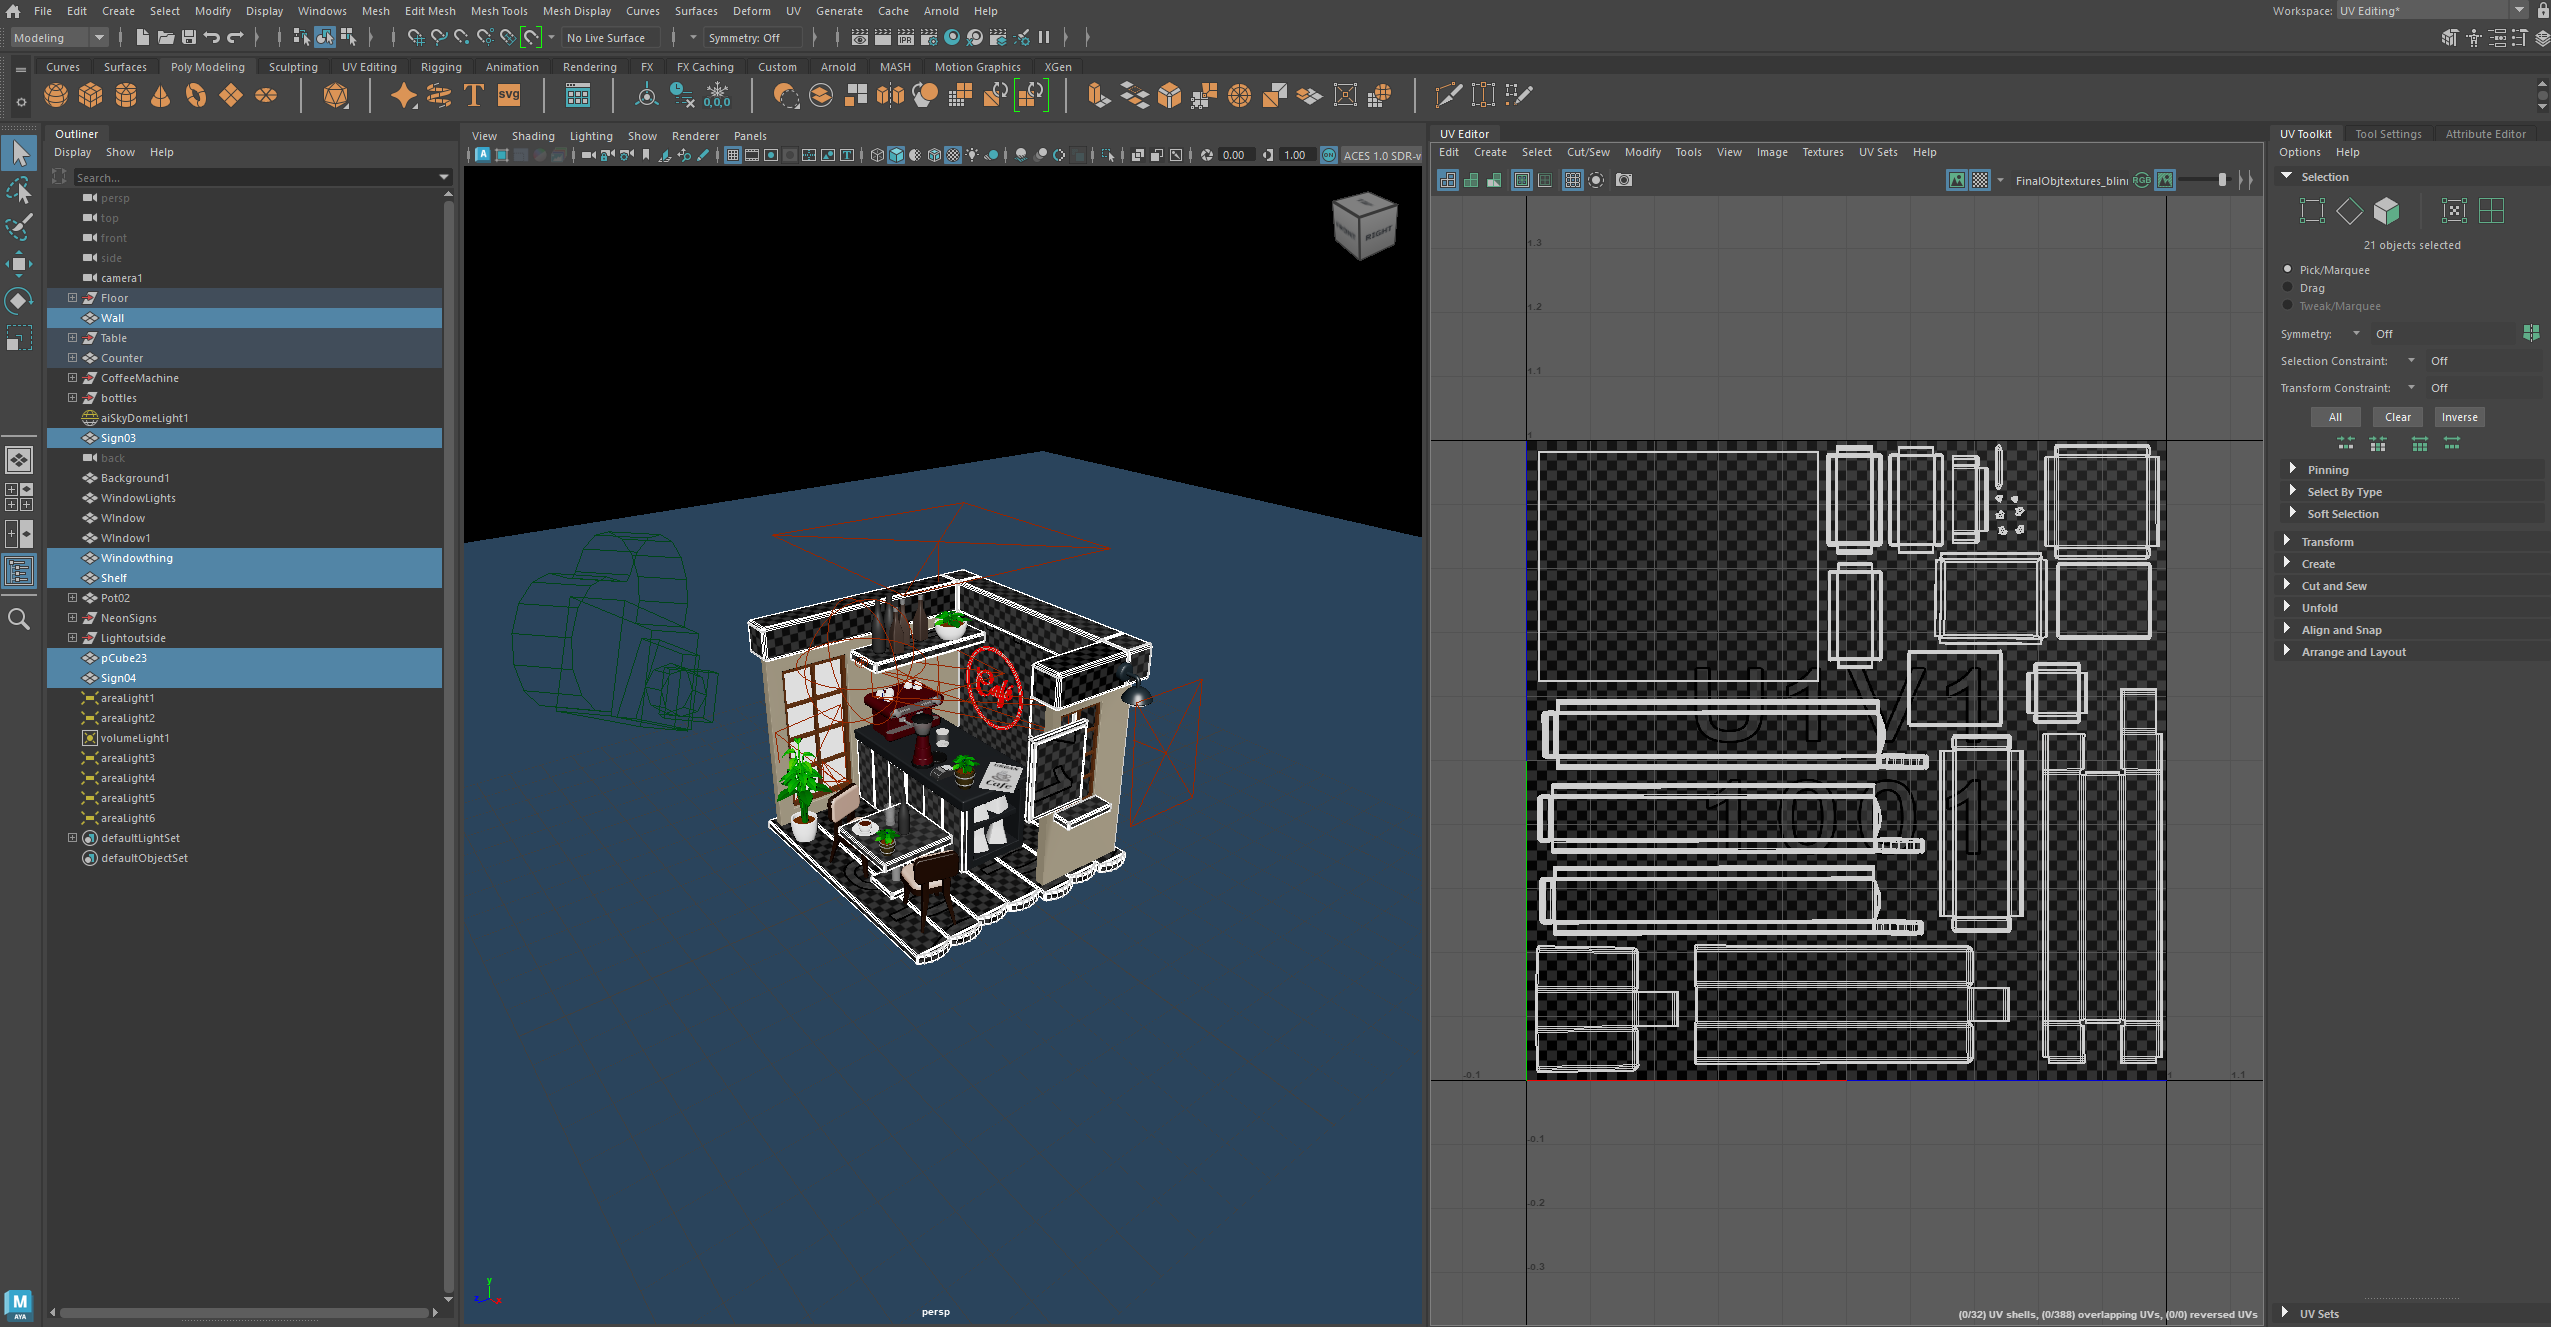 File Edit Create Select Modify Display Windows Mesh Edit Mesh Mesh Tools Mesh Display Curves Surfaces Deform UV Generate Cache Arnold Help
Workspace: UV Editing*
Modeling
No Live Surface
Symmetry: Off
Curves Surfaces Poly Modeling Sculpting UV Editing Rigging Animation Rendering FX FX Caching Custom Arnold MASH Motion Graphics XGen
Outliner
Display Show Help
Search...
persp
top
front
side
camera1
Floor
Wall
Table
Counter
CoffeeMachine
bottles
aiSkyDomeLight1
Sign03
back
Background1
WindowLights
WIndow
WIndow1
Windowthing
Shelf
Pot02
NeonSigns
Lightoutside
pCube23
Sign04
areaLight1
areaLight2
volumeLight1
areaLight3
areaLight4
areaLight5
areaLight6
defaultLightSet
defaultObjectSet
View Shading Lighting Show Renderer Panels
0.00
1.00
ACES 1.0 SDR-v
RIGHT
Café
Cafe
y
persp
UV Editor
Edit Create Select Cut/Sew Modify Tools View Image Textures UV Sets Help
FinalObjtextures_blin
RGB
1.3
1.2
1.1
1
U1V1
1001
-0.1
1
1.1
-0.1
-0.2
-0.3
(0/32) UV shells, (0/388) overlapping UVs, (0/0) reversed UVs
UV Toolkit Tool Settings Attribute Editor
Options Help
Selection
21 objects selected
Pick/Marquee
Drag
Tweak/Marquee
Symmetry: Off
Selection Constraint: Off
Transform Constraint: Off
All Clear Inverse
Pinning
Select By Type
Soft Selection
Transform
Create
Cut and Sew
Unfold
Align and Snap
Arrange and Layout
UV Sets
svg
0,0,0
IPR
M
AYA